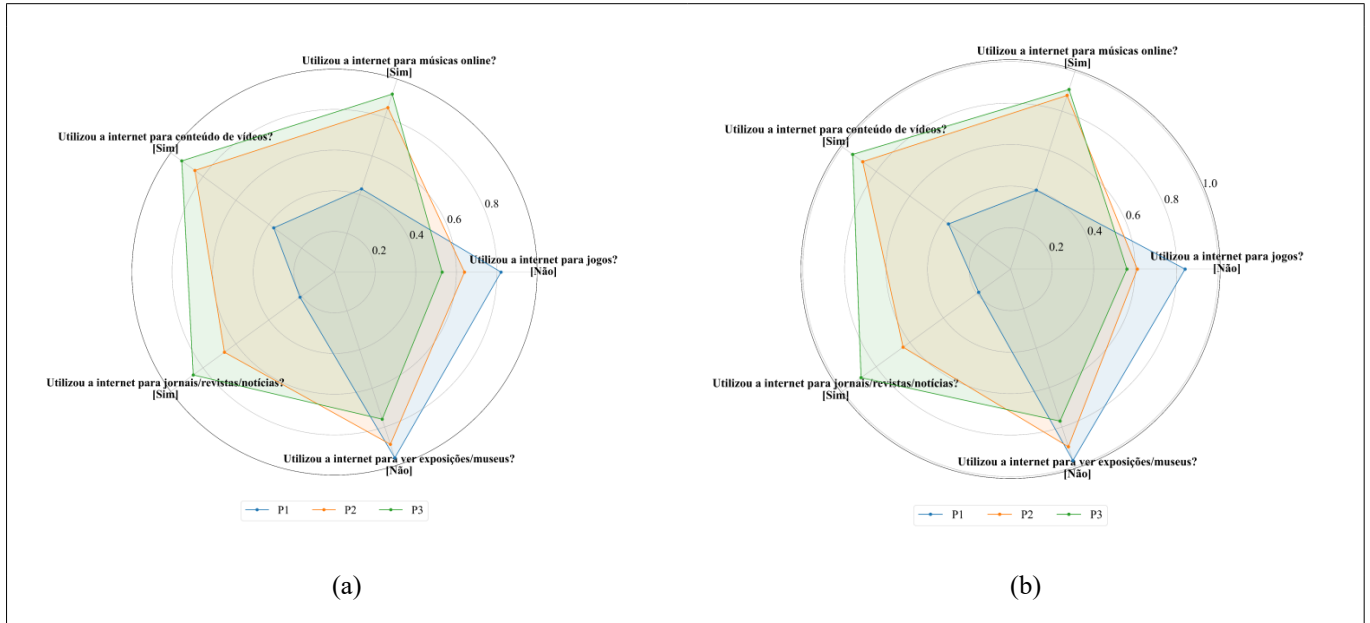 Utilizou a internet para músicas online?
[Sim]
Utilizou a internet para conteúdo de vídeos?
[Sim]
0.8
0.6
0.4
0.2
Utilizou a internet para jogos?
[Não]
Utilizou a internet para jornais/revistas/notícias?
[Sim]
Utilizou a internet para ver exposições/museus?
[Não]
P1 P2 P3
(a)
Utilizou a internet para músicas online?
[Sim]
Utilizou a internet para conteúdo de vídeos?
[Sim]
1.0
0.8
0.6
0.4
0.2
Utilizou a internet para jogos?
[Não]
Utilizou a internet para jornais/revistas/notícias?
[Sim]
Utilizou a internet para ver exposições/museus?
[Não]
P1 P2 P3
(b)